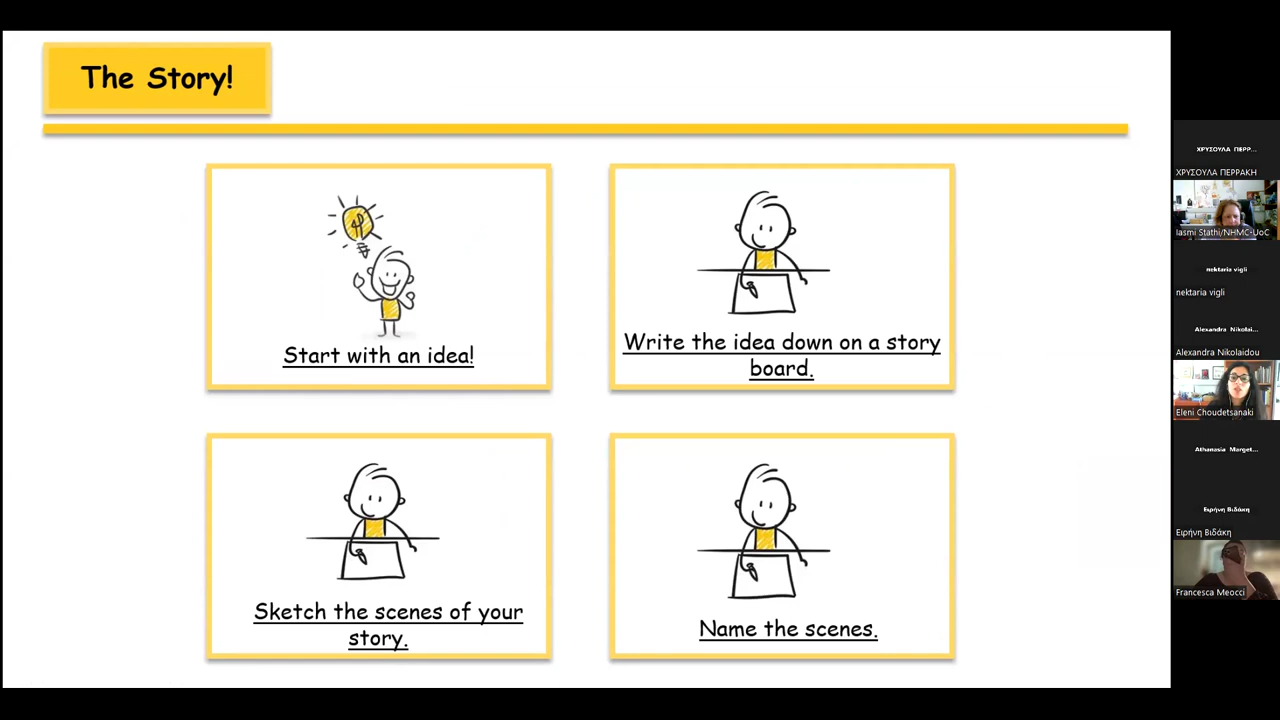 The Story!
Start with an idea!
Write the idea down on a story
board.
Sketch the scenes of your
story.
Name the scenes.
ΧΡΥΣΟΥΛΑ ΠΕΡΡ...
ΧΡΥΣΟΥΛΑ ΠΕΡΡΑΚΗ
Iasmi Stathi/NHMC-UoC
nektaria vigli
nektaria vigli
Alexandra Nikolai...
Alexandra Nikolaidou
Eleni Choudetsanaki
Athanasia Marget...
Ειρήνη Βιδάκη
Ειρήνη Βιδάκη
Francesca Meocci